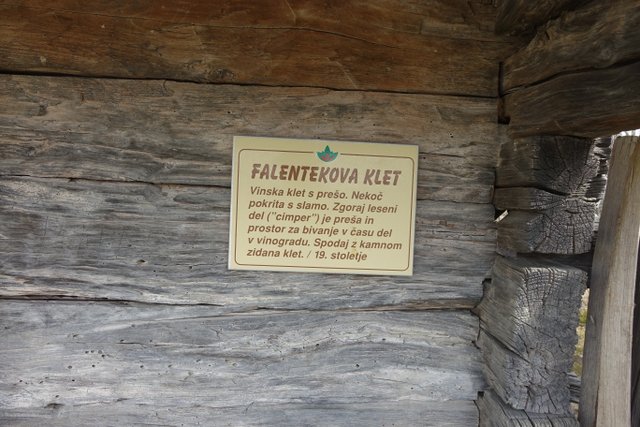 FALENTEKOVA KLET
Vinska klet s prešo. Nekoč
pokrita s slamo. Zgoraj leseni
del ("cimper") je preša in
prostor za bivanje v času del
v vinogradu. Spodaj z kamnom
zidana klet. / 19. stoletje